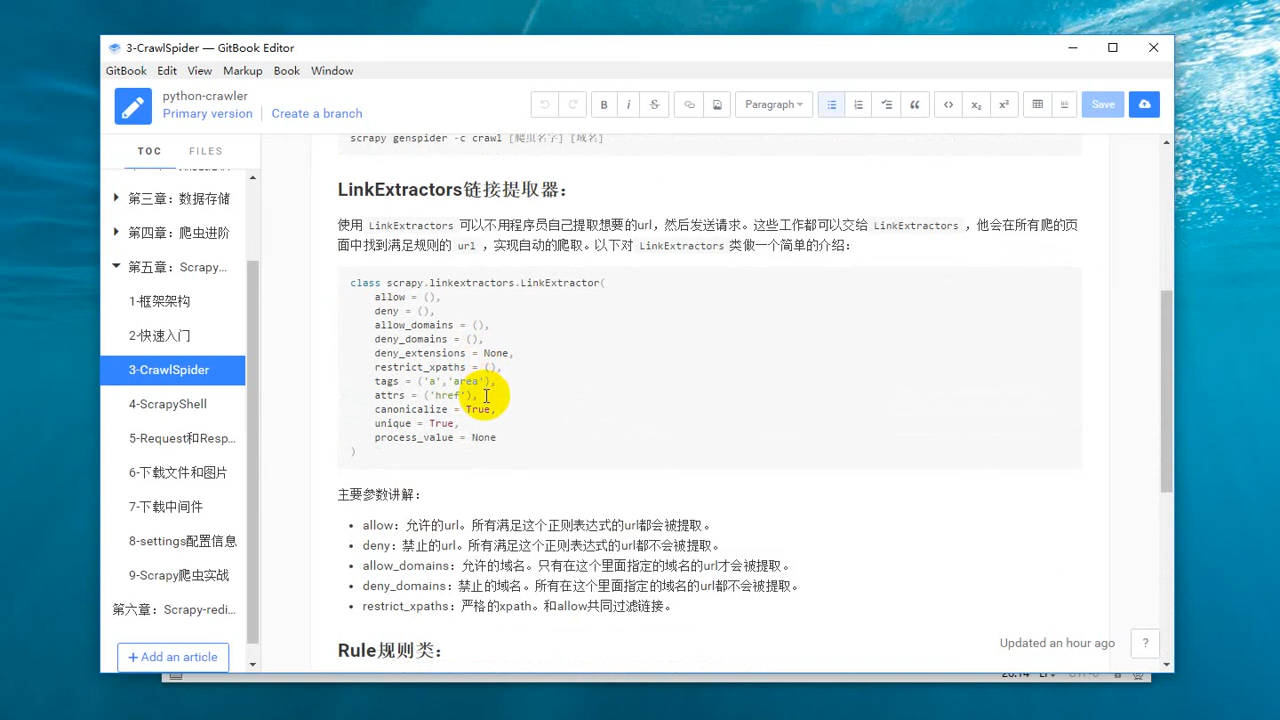 3-CrawlSpider — GitBook Editor
GitBook Edit View Markup Book Window
python-crawler
Primary version Create a branch
B i S Paragraph x₂ x² Save
TOC FILES
第三章：数据存储
第四章：爬虫进阶
第五章：Scrapy...
1-框架架构
2-快速入门
3-CrawlSpider
4-ScrapyShell
5-Request和Resp...
6-下载文件和图片
7-下载中间件
8-settings配置信息
9-Scrapy爬虫实战
第六章：Scrapy-redi...
+ Add an article
scrapy genspider -c crawl [爬虫名字] [域名]
LinkExtractors链接提取器：
使用 LinkExtractors 可以不用程序员自己提取想要的url，然后发送请求。这些工作都可以交给 LinkExtractors ，他会在所有爬的页
面中找到满足规则的 url ，实现自动的爬取。以下对 LinkExtractors 类做一个简单的介绍：
class scrapy.linkextractors.LinkExtractor(
allow = (),
deny = (),
allow_domains = (),
deny_domains = (),
deny_extensions = None,
restrict_xpaths = (),
tags = ('a','area'),
attrs = ('href'),
canonicalize = True,
unique = True,
process_value = None
)
主要参数讲解：
• allow：允许的url。所有满足这个正则表达式的url都会被提取。
• deny：禁止的url。所有满足这个正则表达式的url都不会被提取。
• allow_domains：允许的域名。只有在这个里面指定的域名的url才会被提取。
• deny_domains：禁止的域名。所有在这个里面指定的域名的url都不会被提取。
• restrict_xpaths：严格的xpath。和allow共同过滤链接。
Rule规则类：
Updated an hour ago ?